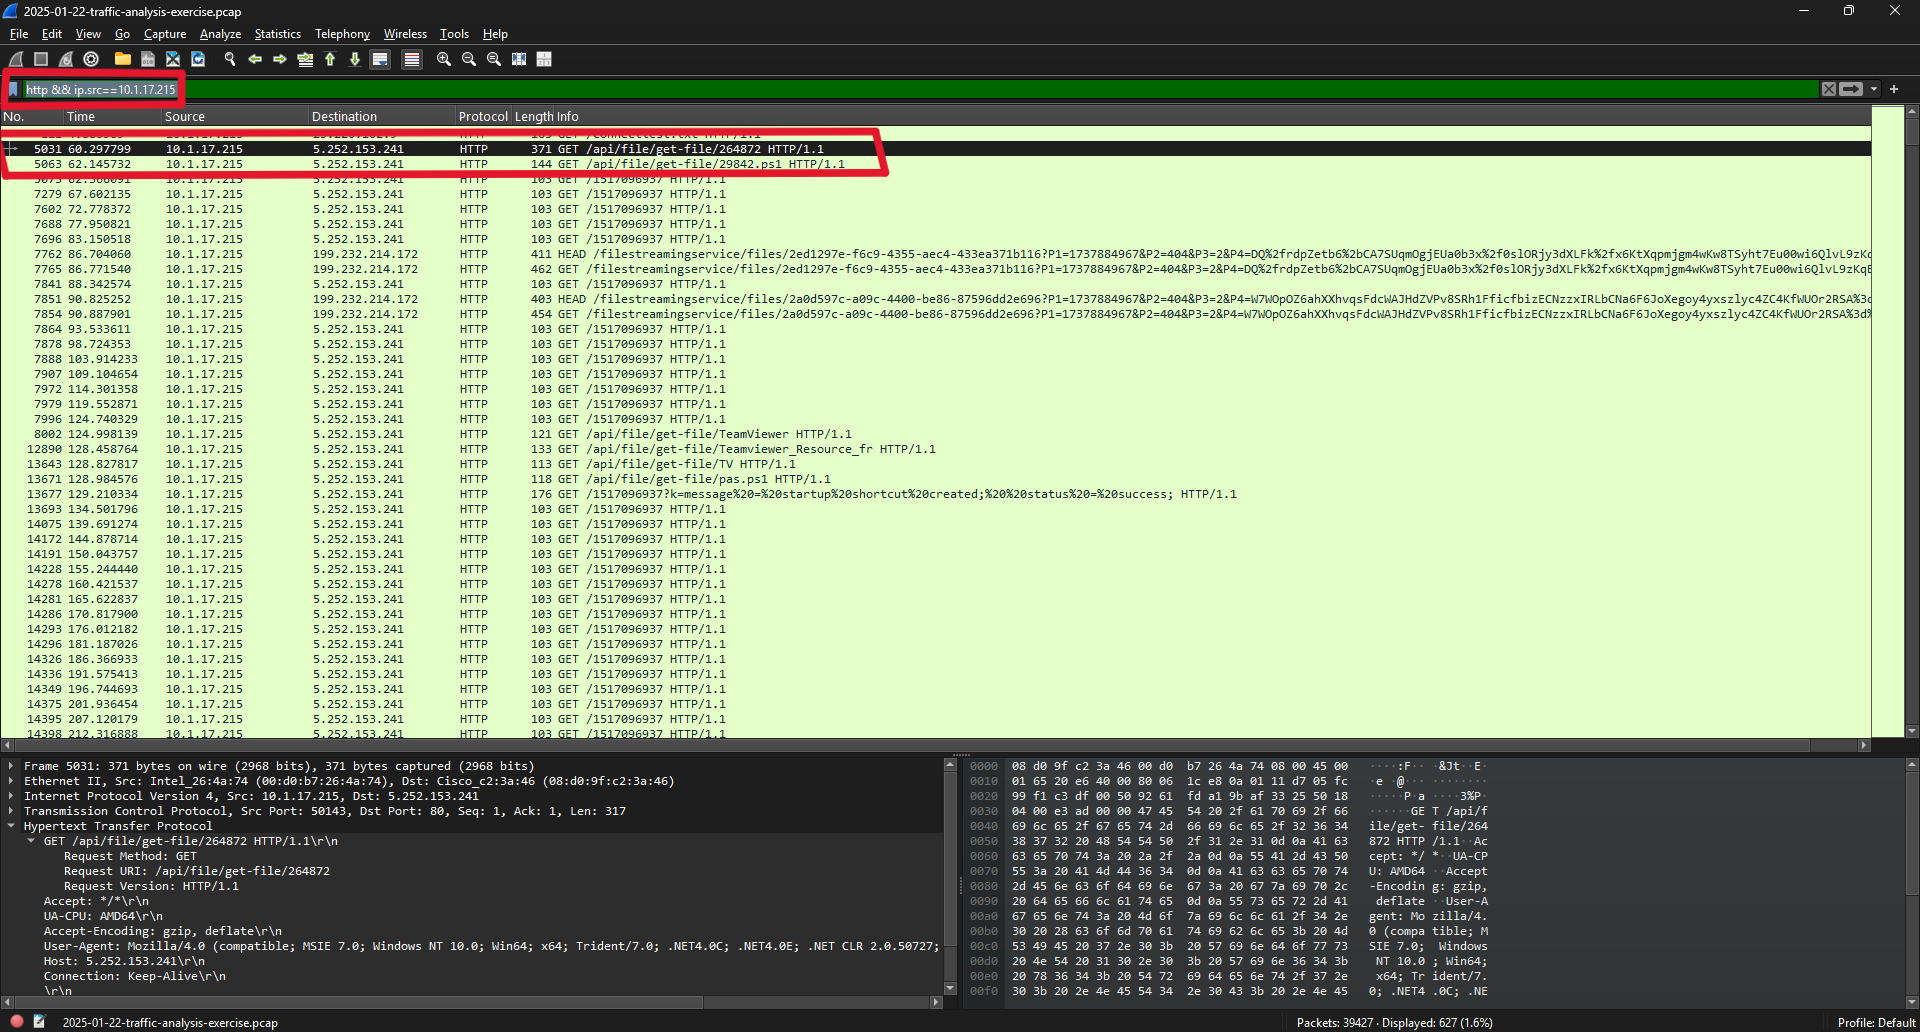 2025-01-22-traffic-analysis-exercise.pcap
File Edit View Go Capture Analyze Statistics Telephony Wireless Tools Help
http && ip.src==10.1.17.215
No. Time Source Destination Protocol Length Info
5031 60.297799 10.1.17.215 5.252.153.241 HTTP 371 GET /api/file/get-file/264872 HTTP/1.1
5063 62.145732 10.1.17.215 5.252.153.241 HTTP 144 GET /api/file/get-file/29842.ps1 HTTP/1.1
10.1.17.215 5.252.153.241 HTTP 103 GET /1517096937 HTTP/1.1
7279 67.602135 10.1.17.215 5.252.153.241 HTTP 103 GET /1517096937 HTTP/1.1
7602 72.778372 10.1.17.215 5.252.153.241 HTTP 103 GET /1517096937 HTTP/1.1
7688 77.950821 10.1.17.215 5.252.153.241 HTTP 103 GET /1517096937 HTTP/1.1
7696 83.150518 10.1.17.215 5.252.153.241 HTTP 103 GET /1517096937 HTTP/1.1
7762 86.704060 10.1.17.215 199.232.214.172 HTTP 411 HEAD /filestreamingservice/files/2ed1297e-f6c9-4355-aec4-433ea371b116?P1=1737884967&P2=404&P3=2&P4=DQ%2frdpZetb6%2bCA7SUqmOgjEUa0b3x%2f0slORjy3dXLFk%2fx6KtXqpmjgm4wKw8TSyht7Eu00wi6QlvL9zKq
7765 86.771540 10.1.17.215 199.232.214.172 HTTP 462 GET /filestreamingservice/files/2ed1297e-f6c9-4355-aec4-433ea371b116?P1=1737884967&P2=404&P3=2&P4=DQ%2frdpZetb6%2bCA7SUqmOgjEUa0b3x%2f0slORjy3dXLFk%2fx6KtXqpmjgm4wKw8TSyht7Eu00wi6QlvL9zKqE
7841 88.342574 10.1.17.215 5.252.153.241 HTTP 103 GET /1517096937 HTTP/1.1
7851 90.825252 10.1.17.215 199.232.214.172 HTTP 403 HEAD /filestreamingservice/files/2a0d597c-a09c-4400-be86-87596dd2e696?P1=1737884967&P2=404&P3=2&P4=W7WOpOZ6ahXXhvqsFdcWAJHdZVPv8SRh1FficfbizECNzzxIRLbCNa6F6JoXegoy4yxszlyc4ZC4KfWUOr2RSA%3d
7854 90.887901 10.1.17.215 199.232.214.172 HTTP 454 GET /filestreamingservice/files/2a0d597c-a09c-4400-be86-87596dd2e696?P1=1737884967&P2=404&P3=2&P4=W7WOpOZ6ahXXhvqsFdcWAJHdZVPv8SRh1FficfbizECNzzxIRLbCNa6F6JoXegoy4yxszlyc4ZC4KfWUOr2RSA%3d%
7864 93.533611 10.1.17.215 5.252.153.241 HTTP 103 GET /1517096937 HTTP/1.1
7878 98.724353 10.1.17.215 5.252.153.241 HTTP 103 GET /1517096937 HTTP/1.1
7888 103.914233 10.1.17.215 5.252.153.241 HTTP 103 GET /1517096937 HTTP/1.1
7907 109.104654 10.1.17.215 5.252.153.241 HTTP 103 GET /1517096937 HTTP/1.1
7972 114.301358 10.1.17.215 5.252.153.241 HTTP 103 GET /1517096937 HTTP/1.1
7979 119.552871 10.1.17.215 5.252.153.241 HTTP 103 GET /1517096937 HTTP/1.1
7996 124.740329 10.1.17.215 5.252.153.241 HTTP 103 GET /1517096937 HTTP/1.1
8002 124.998139 10.1.17.215 5.252.153.241 HTTP 121 GET /api/file/get-file/TeamViewer HTTP/1.1
12890 128.458764 10.1.17.215 5.252.153.241 HTTP 133 GET /api/file/get-file/Teamviewer_Resource_fr HTTP/1.1
13643 128.827817 10.1.17.215 5.252.153.241 HTTP 113 GET /api/file/get-file/TV HTTP/1.1
13671 128.984576 10.1.17.215 5.252.153.241 HTTP 118 GET /api/file/get-file/pas.ps1 HTTP/1.1
13677 129.210334 10.1.17.215 5.252.153.241 HTTP 176 GET /1517096937?k=message%20=%20startup%20shortcut%20created;%20%20status%20=%20success; HTTP/1.1
13693 134.501796 10.1.17.215 5.252.153.241 HTTP 103 GET /1517096937 HTTP/1.1
14075 139.691274 10.1.17.215 5.252.153.241 HTTP 103 GET /1517096937 HTTP/1.1
14172 144.878714 10.1.17.215 5.252.153.241 HTTP 103 GET /1517096937 HTTP/1.1
14191 150.043757 10.1.17.215 5.252.153.241 HTTP 103 GET /1517096937 HTTP/1.1
14228 155.244440 10.1.17.215 5.252.153.241 HTTP 103 GET /1517096937 HTTP/1.1
14278 160.421537 10.1.17.215 5.252.153.241 HTTP 103 GET /1517096937 HTTP/1.1
14281 165.622837 10.1.17.215 5.252.153.241 HTTP 103 GET /1517096937 HTTP/1.1
14286 170.817900 10.1.17.215 5.252.153.241 HTTP 103 GET /1517096937 HTTP/1.1
14293 176.012182 10.1.17.215 5.252.153.241 HTTP 103 GET /1517096937 HTTP/1.1
14296 181.187026 10.1.17.215 5.252.153.241 HTTP 103 GET /1517096937 HTTP/1.1
14326 186.366933 10.1.17.215 5.252.153.241 HTTP 103 GET /1517096937 HTTP/1.1
14336 191.575413 10.1.17.215 5.252.153.241 HTTP 103 GET /1517096937 HTTP/1.1
14349 196.744693 10.1.17.215 5.252.153.241 HTTP 103 GET /1517096937 HTTP/1.1
14375 201.936454 10.1.17.215 5.252.153.241 HTTP 103 GET /1517096937 HTTP/1.1
14395 207.120179 10.1.17.215 5.252.153.241 HTTP 103 GET /1517096937 HTTP/1.1
14398 212.316888 10.1.17.215 5.252.153.241 HTTP 103 GET /1517096937 HTTP/1.1
Frame 5031: 371 bytes on wire (2968 bits), 371 bytes captured (2968 bits)
Ethernet II, Src: Intel_26:4a:74 (00:d0:b7:26:4a:74), Dst: Cisco_c2:3a:46 (08:d0:9f:c2:3a:46)
Internet Protocol Version 4, Src: 10.1.17.215, Dst: 5.252.153.241
Transmission Control Protocol, Src Port: 50143, Dst Port: 80, Seq: 1, Ack: 1, Len: 317
Hypertext Transfer Protocol
GET /api/file/get-file/264872 HTTP/1.1\r\n
Request Method: GET
Request URI: /api/file/get-file/264872
Request Version: HTTP/1.1
Accept: */*\r\n
UA-CPU: AMD64\r\n
Accept-Encoding: gzip, deflate\r\n
User-Agent: Mozilla/4.0 (compatible; MSIE 7.0; Windows NT 10.0; Win64; x64; Trident/7.0; .NET4.0C; .NET4.0E; .NET CLR 2.0.50727;
Host: 5.252.153.241\r\n
Connection: Keep-Alive\r\n
\r\n
0000 08 d0 9f c2 3a 46 00 d0 b7 26 4a 74 08 00 45 00 ····:F·· ·&Jt··E·
0010 01 65 20 e6 40 00 80 06 1c e8 0a 01 11 d7 05 fc ·e ·@··· ········
0020 99 f1 c3 df 00 50 92 61 fd a1 9b af 33 25 50 18 ·····P·a ····3%P·
0030 04 00 e3 ad 00 00 47 45 54 20 2f 61 70 69 2f 66 ······GE T /api/f
0040 69 6c 65 2f 67 65 74 2d 66 69 6c 65 2f 32 36 34 ile/get- file/264
0050 38 37 32 20 48 54 54 50 2f 31 2e 31 0d 0a 41 63 872 HTTP /1.1··Ac
0060 63 65 70 74 3a 20 2a 2f 2a 0d 0a 55 41 2d 43 50 cept: */ *··UA-CP
0070 55 3a 20 41 4d 44 36 34 0d 0a 41 63 63 65 70 74 U: AMD64 ··Accept
0080 2d 45 6e 63 6f 64 69 6e 67 3a 20 67 7a 69 70 2c -Encodin g: gzip,
0090 20 64 65 66 6c 61 74 65 0d 0a 55 73 65 72 2d 41 deflate ··User-A
00a0 67 65 6e 74 3a 20 4d 6f 7a 69 6c 6c 61 2f 34 2e gent: Mo zilla/4.
00b0 30 20 28 63 6f 6d 70 61 74 69 62 6c 65 3b 20 4d 0 (compa tible; M
00c0 53 49 45 20 37 2e 30 3b 20 57 69 6e 64 6f 77 73 SIE 7.0; Windows
00d0 20 4e 54 20 31 30 2e 30 3b 20 57 69 6e 36 34 3b NT 10.0 ; Win64;
00e0 20 78 36 34 3b 20 54 72 69 64 65 6e 74 2f 37 2e x64; Tr ident/7.
00f0 30 3b 20 2e 4e 45 54 34 2e 30 43 3b 20 2e 4e 45 0; .NET4 .0C; .NE
2025-01-22-traffic-analysis-exercise.pcap Packets: 39427 · Displayed: 627 (1.6%) Profile: Default